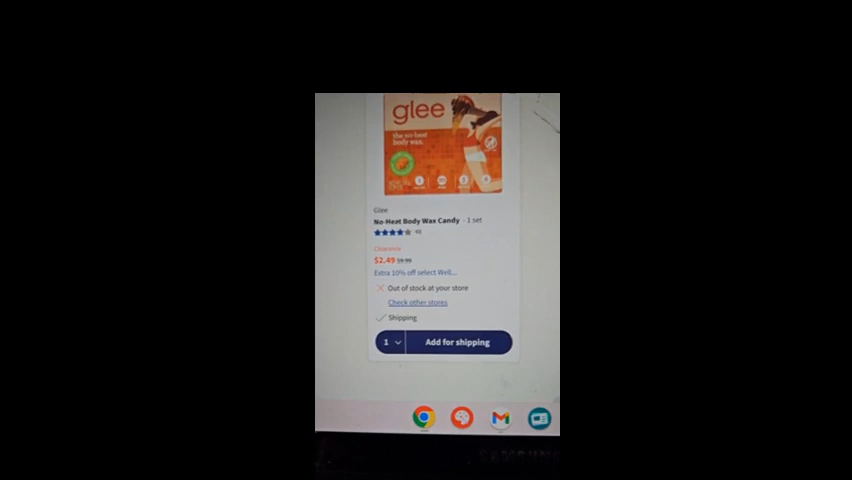 glee
the no-heat
body wax.
Glee
No-Heat Body Wax Candy - 1 set
Clearance
$2.49 $9.99
Extra 10% off select Well...
Out of stock at your store
Check other stores
Shipping
1 Add for shipping